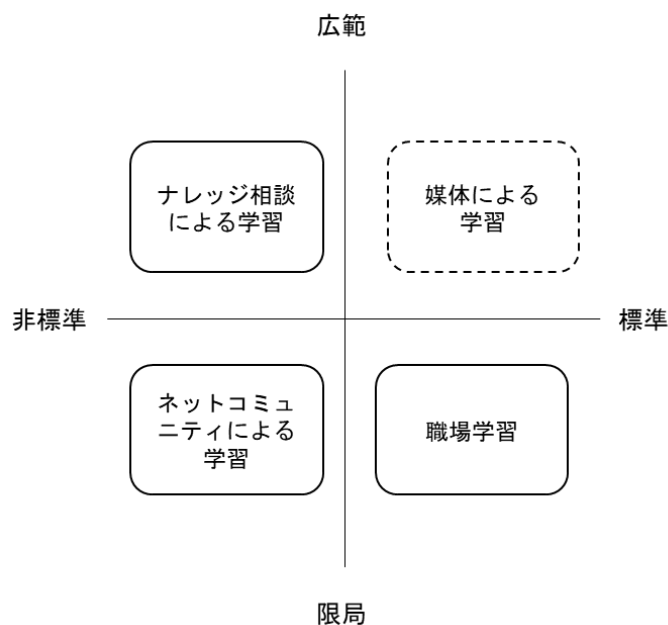 広範
ナレッジ相談
による学習
媒体による
学習
非標準
標準
ネットコミュ
ニティによる
学習
職場学習
限局